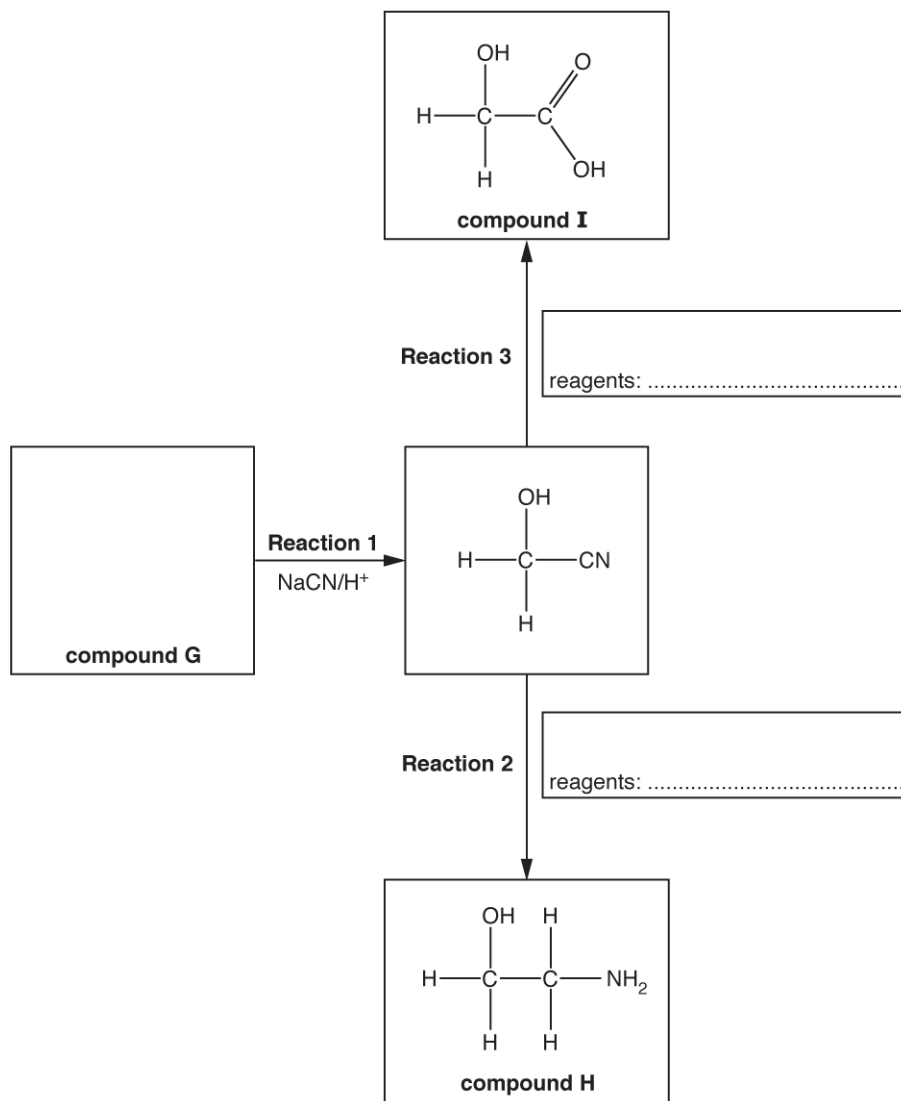 OH
O
H C C
H OH
compound I
Reaction 3
reagents: ..........................................
OH
Reaction 1
H C CN
NaCN/H⁺
H
compound G
Reaction 2
reagents: ..........................................
OH H
H C C NH₂
H H
compound H